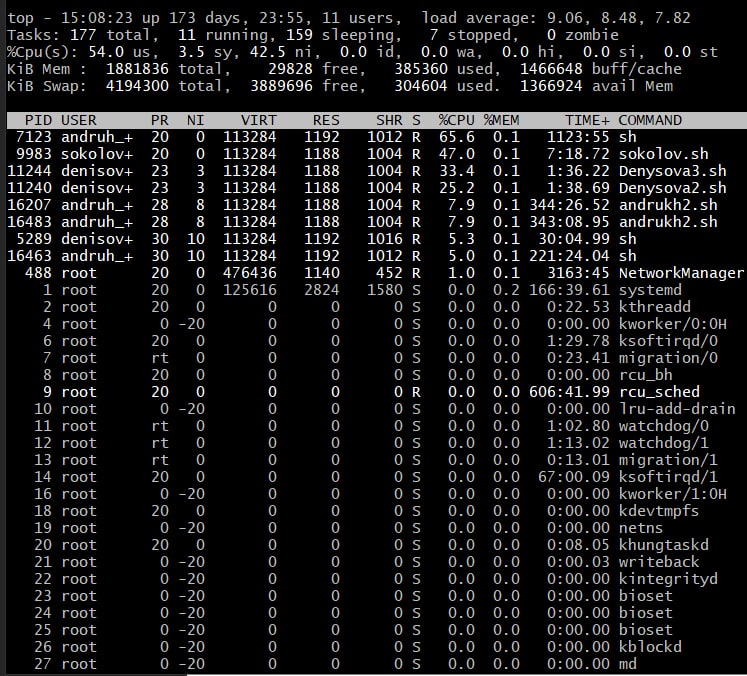 top - 15:08:23 up 173 days, 23:55, 11 users,  load average: 9.06, 8.48, 7.82
Tasks: 177 total,  11 running, 159 sleeping,   7 stopped,   0 zombie
%Cpu(s): 54.0 us,  3.5 sy, 42.5 ni,  0.0 id,  0.0 wa,  0.0 hi,  0.0 si,  0.0 st
KiB Mem :  1881836 total,    29828 free,   385360 used,  1466648 buff/cache
KiB Swap:  4194300 total,  3889696 free,   304604 used.  1366924 avail Mem
PID USER PR NI VIRT RES SHR S %CPU %MEM TIME+ COMMAND
7123 andruh_+ 20 0 113284 1192 1012 R 65.6 0.1 1123:55 sh
9983 sokolov+ 20 0 113284 1188 1004 R 47.0 0.1 7:18.72 sokolov.sh
11244 denisov+ 23 3 113284 1188 1004 R 33.4 0.1 1:36.22 Denysova3.sh
11240 denisov+ 23 3 113284 1188 1004 R 25.2 0.1 1:38.69 Denysova2.sh
16207 andruh_+ 28 8 113284 1188 1004 R 7.9 0.1 344:26.52 andrukh2.sh
16483 andruh_+ 28 8 113284 1188 1004 R 7.9 0.1 343:08.95 andrukh2.sh
5289 denisov+ 30 10 113284 1192 1016 R 5.3 0.1 30:04.99 sh
16463 andruh_+ 30 10 113284 1192 1012 R 5.0 0.1 221:24.04 sh
488 root 20 0 476436 1140 452 R 1.0 0.1 3163:45 NetworkManager
1 root 20 0 125616 2824 1580 S 0.0 0.2 166:39.61 systemd
2 root 20 0 0 0 0 S 0.0 0.0 0:22.53 kthreadd
4 root 0 -20 0 0 0 S 0.0 0.0 0:00.00 kworker/0:0H
6 root 20 0 0 0 0 S 0.0 0.0 1:29.78 ksoftirqd/0
7 root rt 0 0 0 0 S 0.0 0.0 0:23.41 migration/0
8 root 20 0 0 0 0 S 0.0 0.0 0:00.00 rcu_bh
9 root 20 0 0 0 0 R 0.0 0.0 606:41.99 rcu_sched
10 root 0 -20 0 0 0 S 0.0 0.0 0:00.00 lru-add-drain
11 root rt 0 0 0 0 S 0.0 0.0 1:02.80 watchdog/0
12 root rt 0 0 0 0 S 0.0 0.0 1:13.02 watchdog/1
13 root rt 0 0 0 0 S 0.0 0.0 0:13.01 migration/1
14 root 20 0 0 0 0 S 0.0 0.0 67:00.09 ksoftirqd/1
16 root 0 -20 0 0 0 S 0.0 0.0 0:00.00 kworker/1:0H
18 root 20 0 0 0 0 S 0.0 0.0 0:00.00 kdevtmpfs
19 root 0 -20 0 0 0 S 0.0 0.0 0:00.00 netns
20 root 20 0 0 0 0 S 0.0 0.0 0:08.05 khungtaskd
21 root 0 -20 0 0 0 S 0.0 0.0 0:00.03 writeback
22 root 0 -20 0 0 0 S 0.0 0.0 0:00.00 kintegrityd
23 root 0 -20 0 0 0 S 0.0 0.0 0:00.00 bioset
24 root 0 -20 0 0 0 S 0.0 0.0 0:00.00 bioset
25 root 0 -20 0 0 0 S 0.0 0.0 0:00.00 bioset
26 root 0 -20 0 0 0 S 0.0 0.0 0:00.00 kblockd
27 root 0 -20 0 0 0 S 0.0 0.0 0:00.00 md